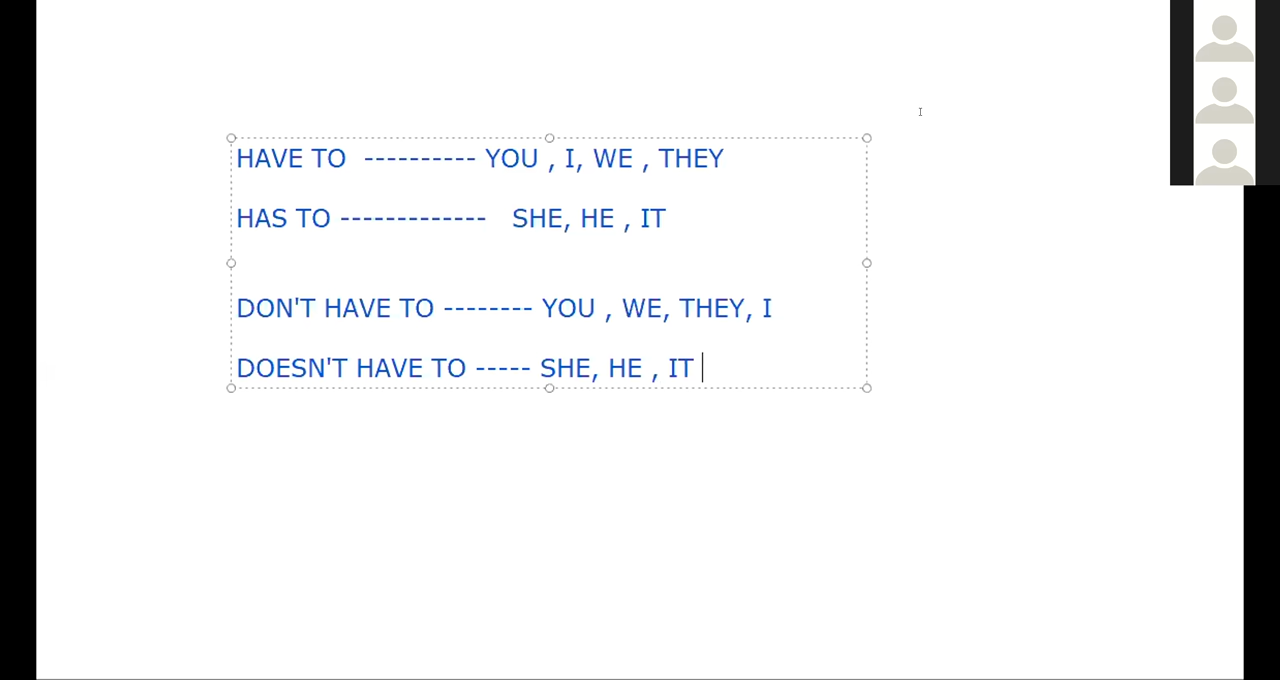 HAVE TO ---------- YOU , I, WE , THEY
HAS TO ------------- SHE, HE , IT
DON'T HAVE TO -------- YOU , WE, THEY, I
DOESN'T HAVE TO ----- SHE, HE , IT